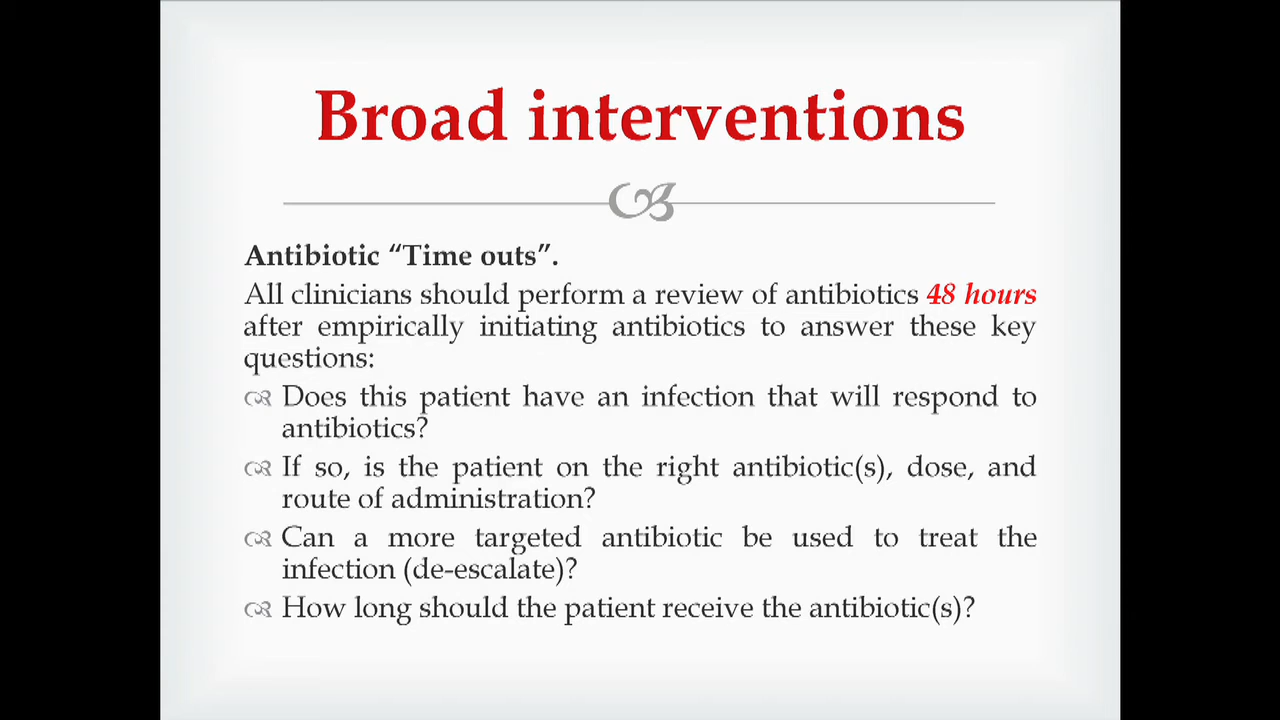 Broad interventions
Antibiotic “Time outs”.
All clinicians should perform a review of antibiotics 48 hours
after empirically initiating antibiotics to answer these key
questions:
Does this patient have an infection that will respond to
antibiotics?
If so, is the patient on the right antibiotic(s), dose, and
route of administration?
Can a more targeted antibiotic be used to treat the
infection (de-escalate)?
How long should the patient receive the antibiotic(s)?